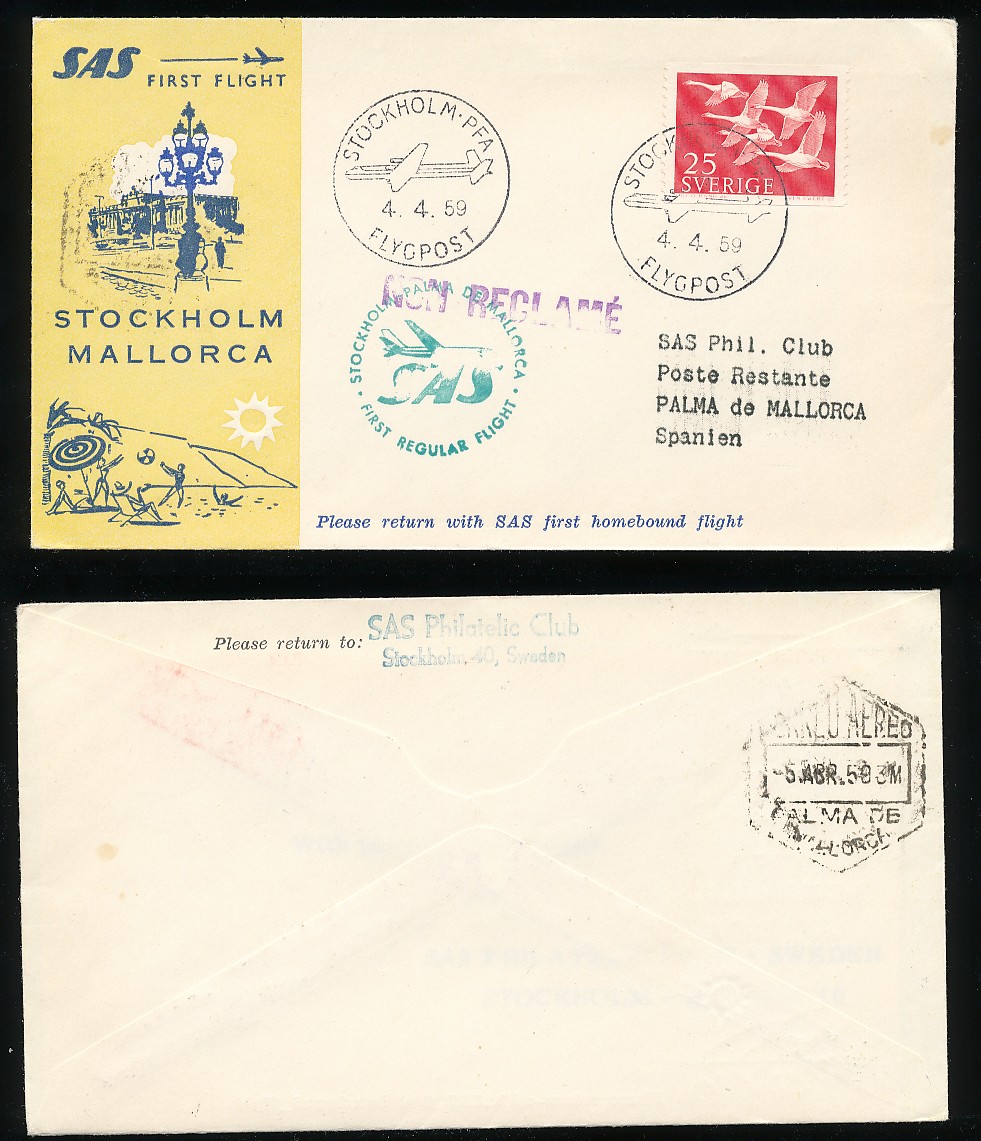 SAS
FIRST FLIGHT
STOCKHOLM
MALLORCA
STOCKHOLM·PFA
4. 4. 59
FLYGPOST
25
SVERIGE
STOCK
4. 4. 59
FLYGPOST
NON RECLAMÉ
STOCKHOLM PALMA DE MALLORCA
SAS
• FIRST REGULAR FLIGHT •
SAS Phil. Club
Poste Restante
PALMA de MALLORCA
Spanien
Please return with SAS first homebound flight
Please return to: SAS Philatelic Club
Stockholm 40, Sweden
CORREO AEREO
-5.ABR.59 3M
PALMA DE
MALLORCA